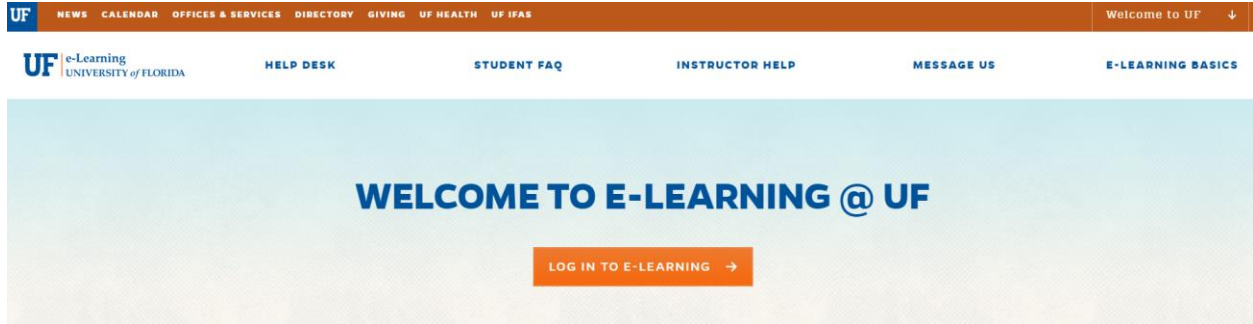 UF NEWS CALENDAR OFFICES & SERVICES DIRECTORY GIVING UF HEALTH UF IFAS Welcome to UF
UF e-Learning
UNIVERSITY of FLORIDA
HELP DESK STUDENT FAQ INSTRUCTOR HELP MESSAGE US E-LEARNING BASICS
WELCOME TO E-LEARNING @ UF
LOG IN TO E-LEARNING